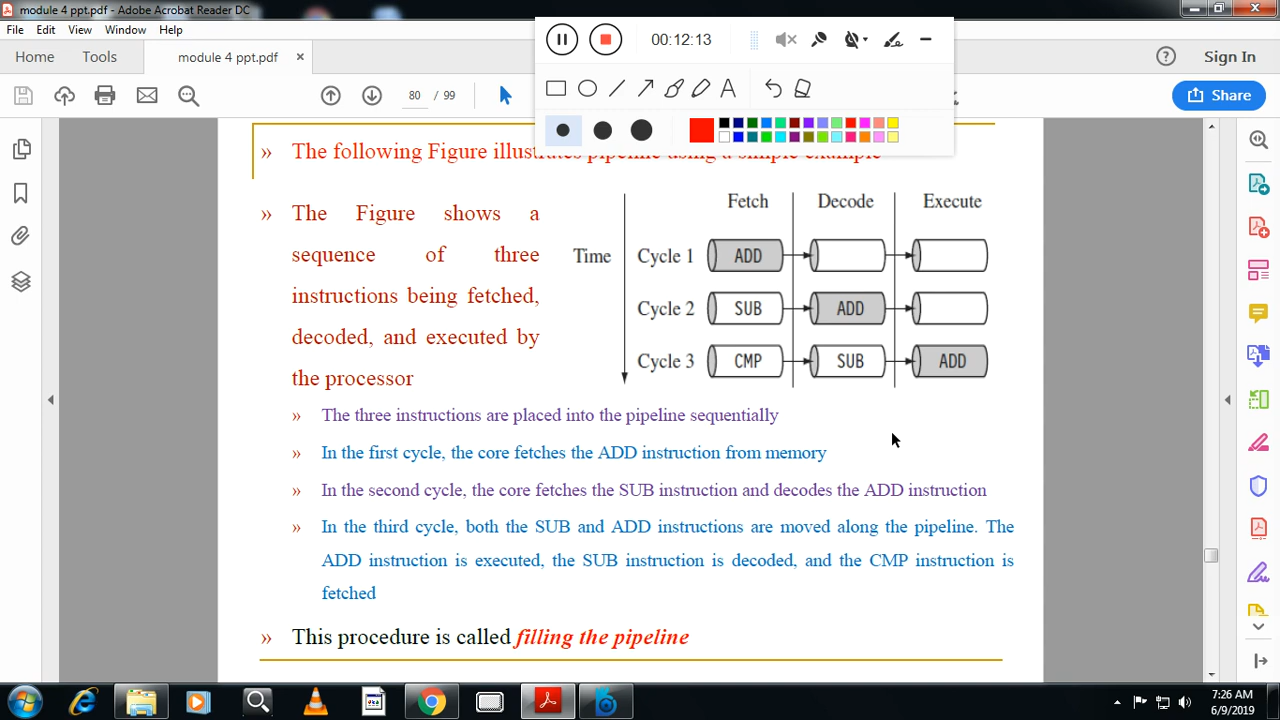 module 4 ppt.pdf - Adobe Acrobat Reader DC
File Edit View Window Help
Home Tools module 4 ppt.pdf × Sign In
00:12:13
80 / 99
Share
» The following Figure illustrates pipeline using a simple example
» The Figure shows a
sequence of three
instructions being fetched,
decoded, and executed by
the processor
Fetch Decode Execute
Time
Cycle 1 ADD
Cycle 2 SUB ADD
Cycle 3 CMP SUB ADD
» The three instructions are placed into the pipeline sequentially
» In the first cycle, the core fetches the ADD instruction from memory
» In the second cycle, the core fetches the SUB instruction and decodes the ADD instruction
» In the third cycle, both the SUB and ADD instructions are moved along the pipeline. The
ADD instruction is executed, the SUB instruction is decoded, and the CMP instruction is
fetched
» This procedure is called filling the pipeline
7:26 AM
6/9/2019